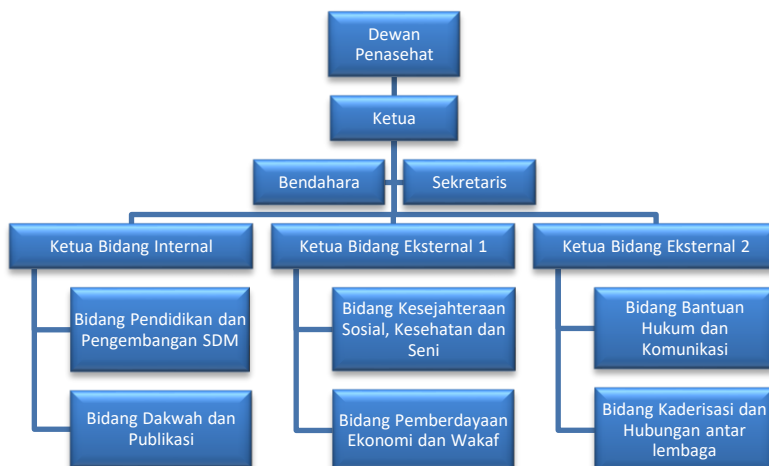 Dewan
Penasehat
Ketua
Bendahara
Sekretaris
Ketua Bidang Internal
Ketua Bidang Eksternal 1
Ketua Bidang Eksternal 2
Bidang Pendidikan dan
Pengembangan SDM
Bidang Kesejahteraan
Sosial, Kesehatan dan
Seni
Bidang Bantuan
Hukum dan
Komunikasi
Bidang Dakwah dan
Publikasi
Bidang Pemberdayaan
Ekonomi dan Wakaf
Bidang Kaderisasi dan
Hubungan antar
lembaga